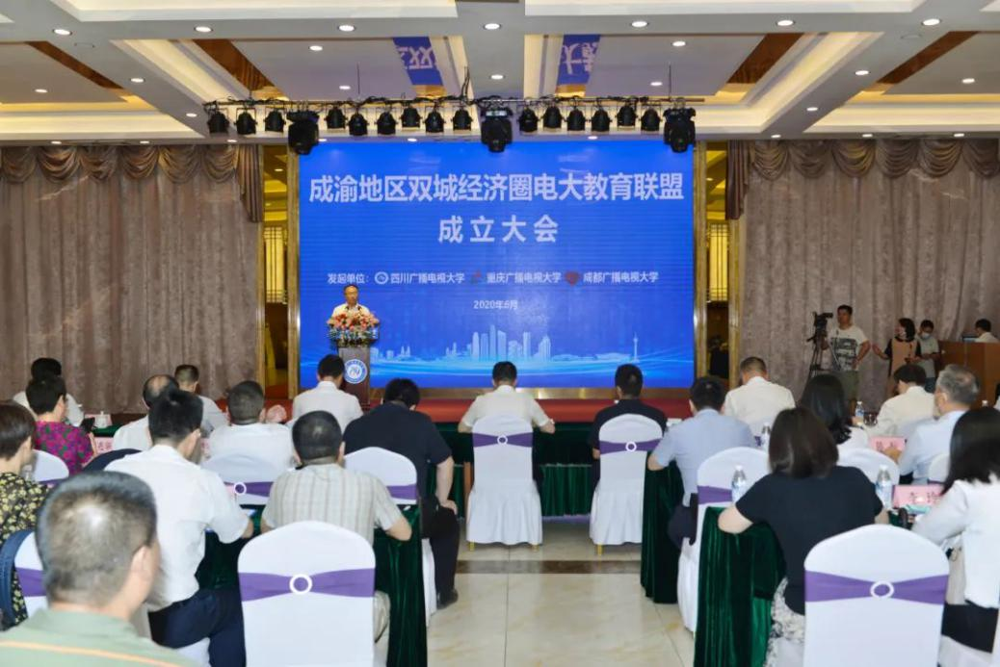 成渝地区双城经济圈电大教育联盟
成立大会
发起单位：四川广播电视大学 重庆广播电视大学 成都广播电视大学
2020年6月